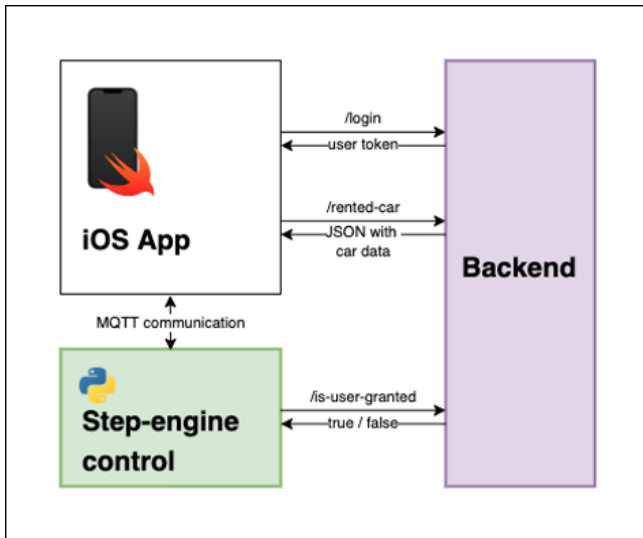 /login
user token
iOS App
/rented-car
JSON with
car data
Backend
MQTT communication
Step-engine
control
/is-user-granted
true / false